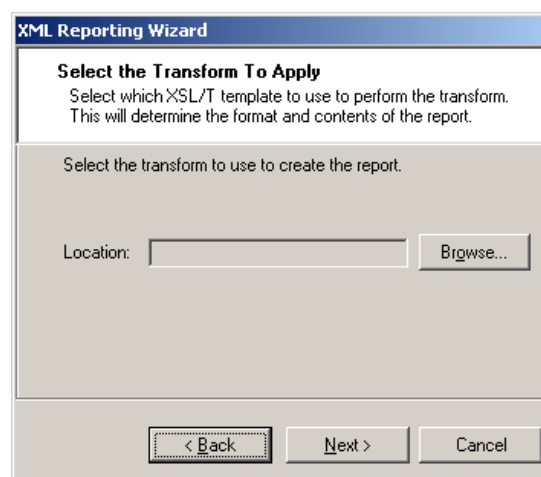 XML Reporting Wizard
Select the Transform To Apply
Select which XSL/T template to use to perform the transform.
This will determine the format and contents of the report.
Select the transform to use to create the report.
Location:
Browse...
< Back
Next >
Cancel